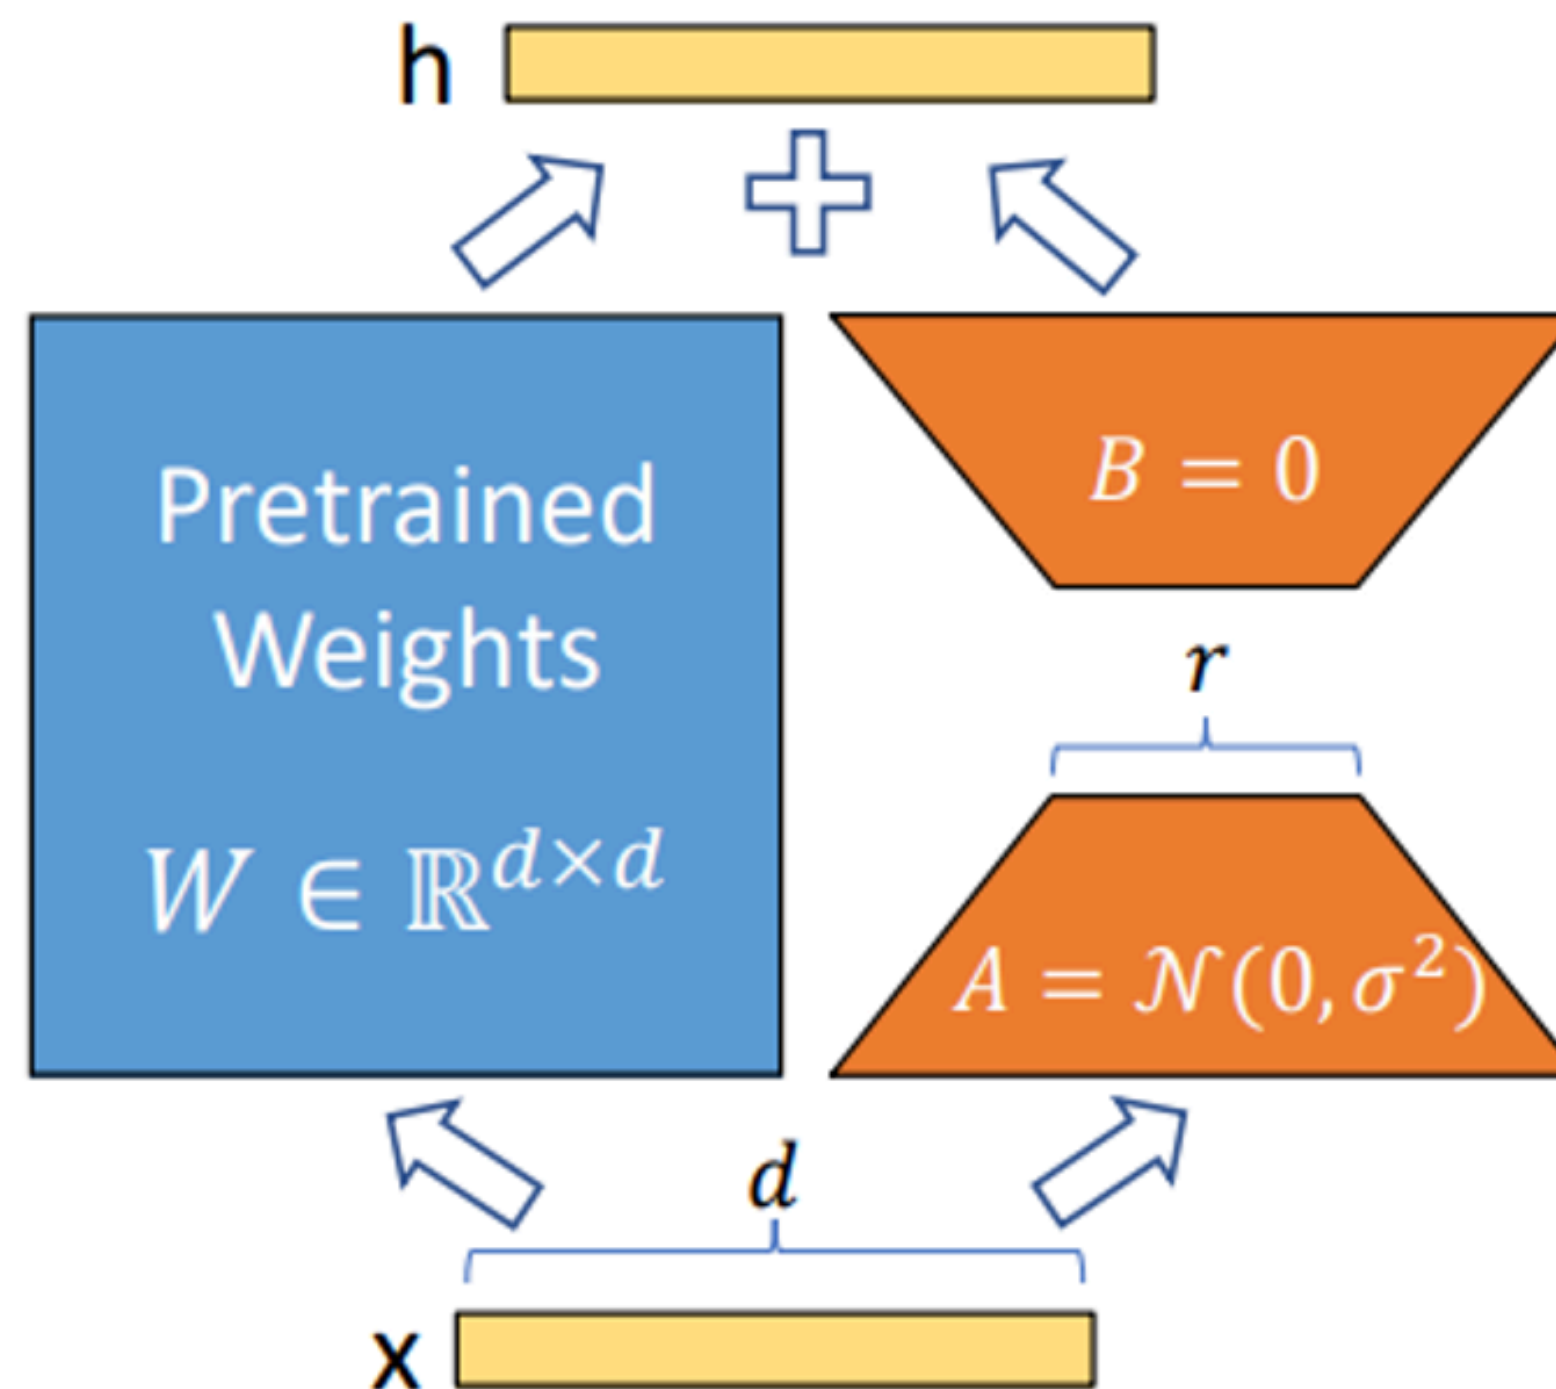 h
Pretrained
Weights
W ∈ ℝ^{d×d}
B = 0
r
A = 𝒩(0, σ²)
d
x